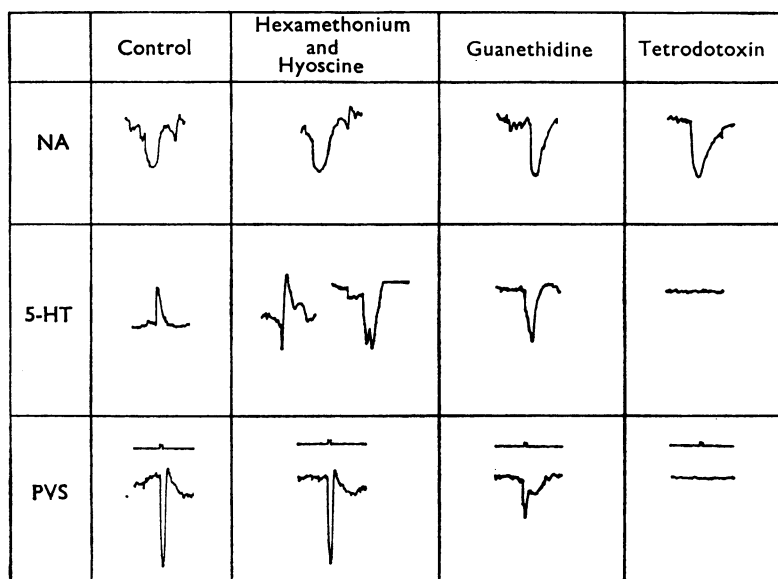 Control
Hexamethonium
and
Hyoscine
Guanethidine
Tetrodotoxin
NA
5-HT
PVS